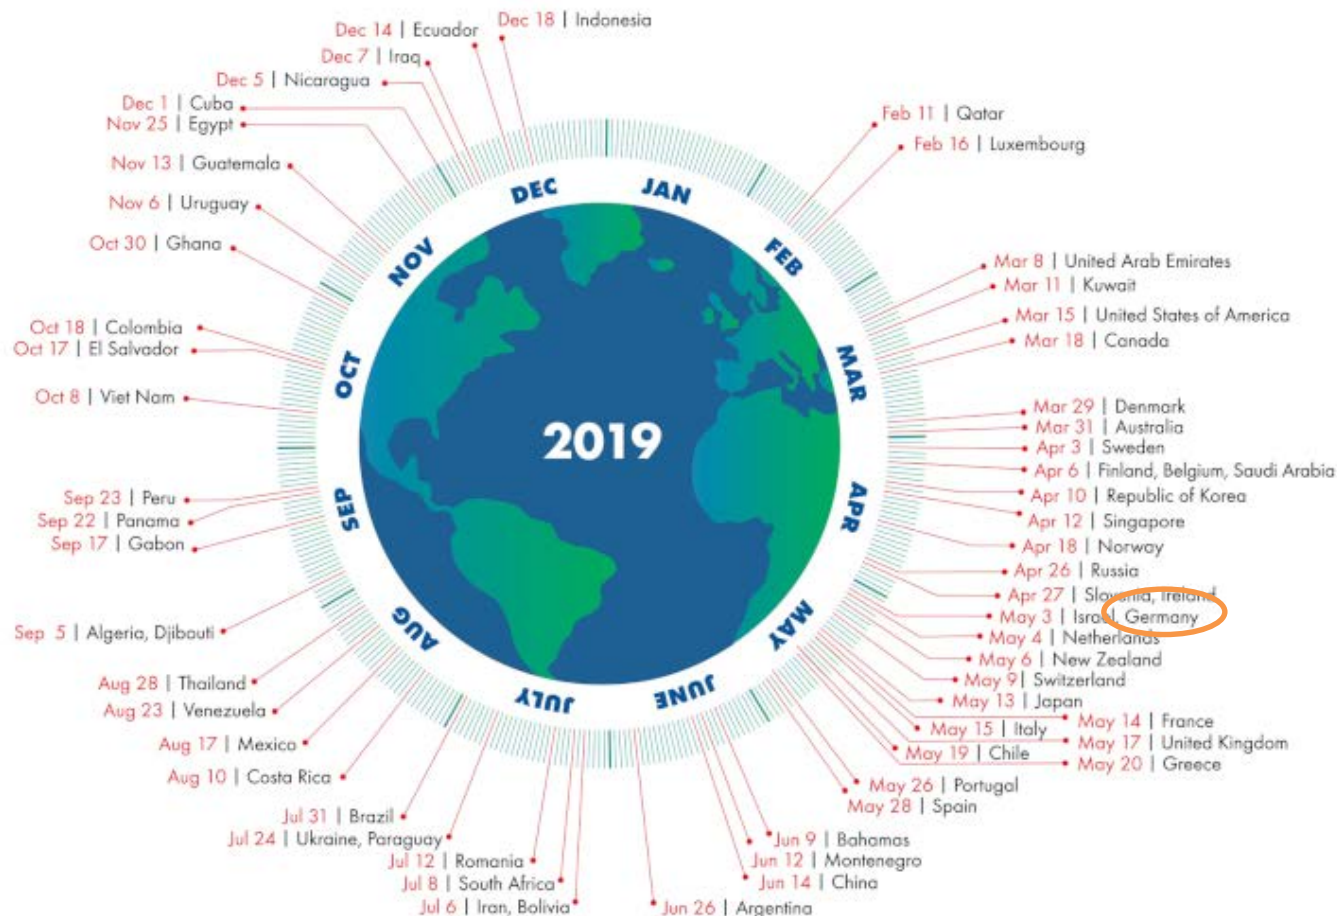 Dec 18 | Indonesia
Dec 14 | Ecuador
Dec 7 | Iraq
Dec 5 | Nicaragua
Dec 1 | Cuba
Nov 25 | Egypt
Nov 13 | Guatemala
Nov 6 | Uruguay
Oct 30 | Ghana
Oct 18 | Colombia
Oct 17 | El Salvador
Oct 8 | Viet Nam
Sep 23 | Peru
Sep 22 | Panama
Sep 17 | Gabon
Sep 5 | Algeria, Djibouti
Aug 28 | Thailand
Aug 23 | Venezuela
Aug 17 | Mexico
Aug 10 | Costa Rica
Jul 31 | Brazil
Jul 24 | Ukraine, Paraguay
Jul 12 | Romania
Jul 8 | South Africa
Jul 6 | Iran, Bolivia
DEC
JAN
NOV
FEB
OCT
MAR
2019
SEP
APR
AUG
MAY
JULY
JUNE
Feb 11 | Qatar
Feb 16 | Luxembourg
Mar 8 | United Arab Emirates
Mar 11 | Kuwait
Mar 15 | United States of America
Mar 18 | Canada
Mar 29 | Denmark
Mar 31 | Australia
Apr 3 | Sweden
Apr 6 | Finland, Belgium, Saudi Arabia
Apr 10 | Republic of Korea
Apr 12 | Singapore
Apr 18 | Norway
Apr 26 | Russia
Apr 27 | Slovenia, Ireland
May 3 | Israel, Germany
May 4 | Netherlands
May 6 | New Zealand
May 9| Switzerland
May 13 | Japan
May 14 | France
May 15 | Italy
May 17 | United Kingdom
May 19 | Chile
May 20 | Greece
May 26 | Portugal
May 28 | Spain
Jun 9 | Bahamas
Jun 12 | Montenegro
Jun 14 | China
Jun 26 | Argentina